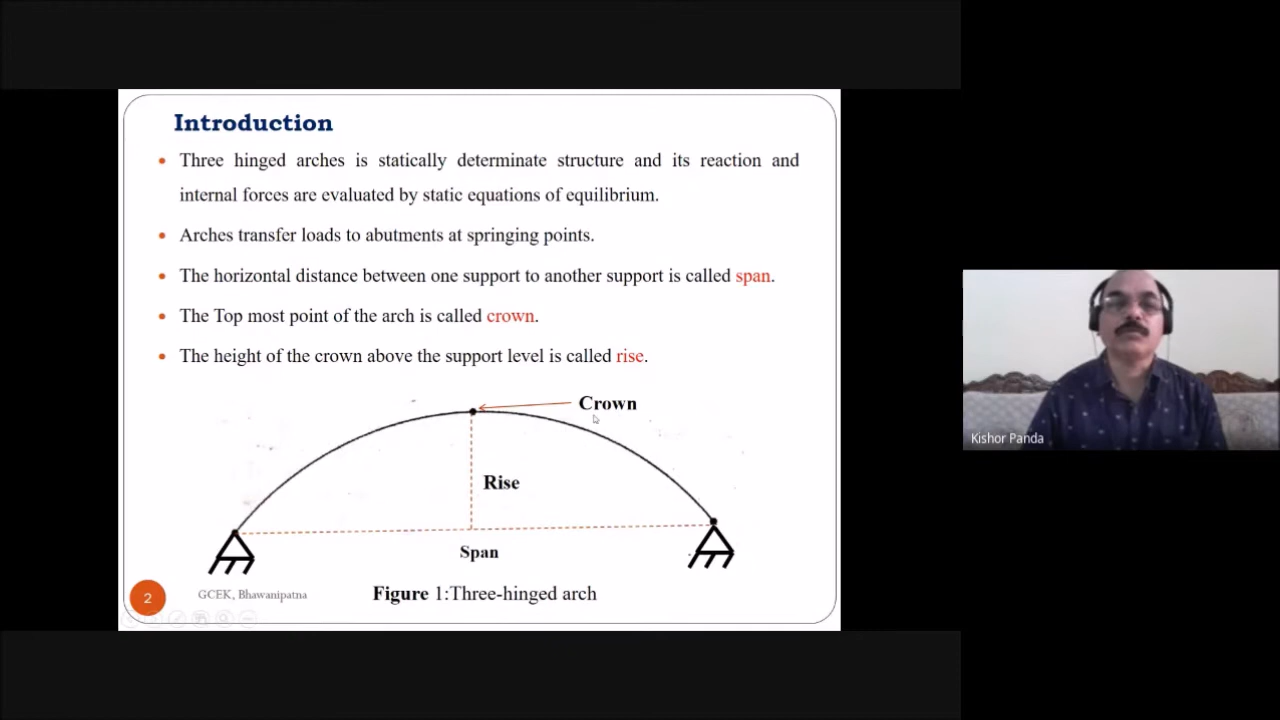 Introduction
• Three hinged arches is statically determinate structure and its reaction and
internal forces are evaluated by static equations of equilibrium.
• Arches transfer loads to abutments at springing points.
• The horizontal distance between one support to another support is called span.
• The Top most point of the arch is called crown.
• The height of the crown above the support level is called rise.
Crown
Rise
Span
Figure 1:Three-hinged arch
2
GCEK, Bhawanipatna
Kishor Panda